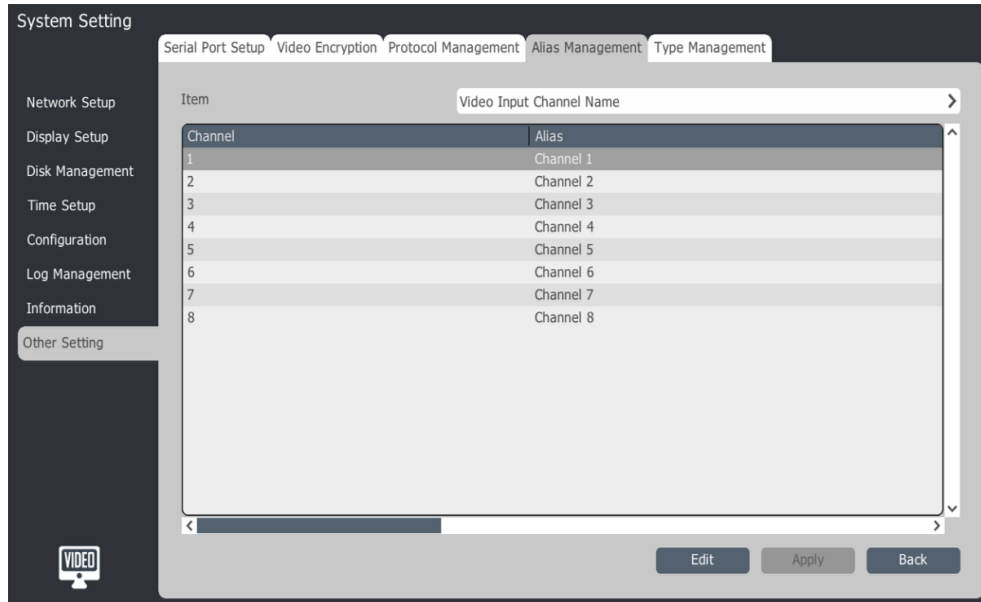 System Setting
Serial Port Setup Video Encryption Protocol Management Alias Management Type Management
Network Setup
Display Setup
Disk Management
Time Setup
Configuration
Log Management
Information
Other Setting
Item Video Input Channel Name
Channel Alias
1 Channel 1
2 Channel 2
3 Channel 3
4 Channel 4
5 Channel 5
6 Channel 6
7 Channel 7
8 Channel 8
VIDEO
Edit Apply Back